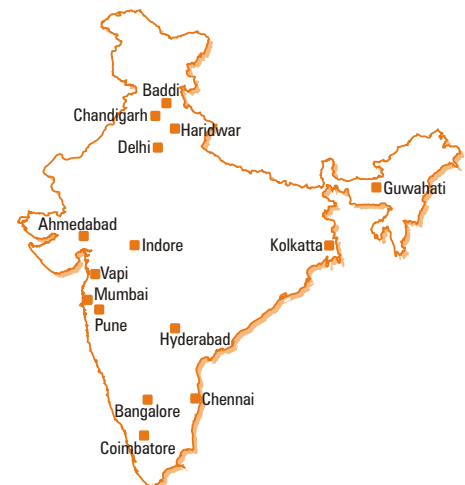 Baddi
Chandigarh
Haridwar
Delhi
Guwahati
Ahmedabad
Indore
Kolkatta
Vapi
Mumbai
Pune
Hyderabad
Bangalore
Chennai
Coimbatore